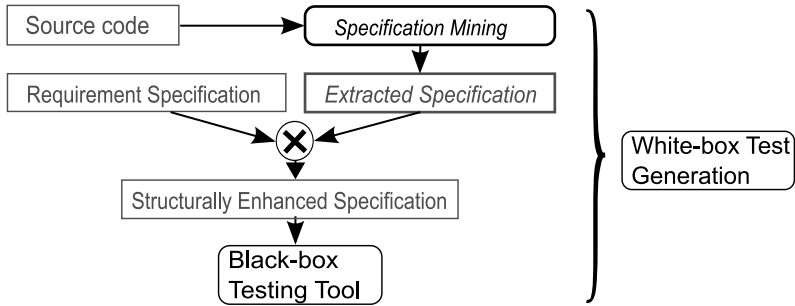 Source code
Specification Mining
Requirement Specification
Extracted Specification
Structurally Enhanced Specification
Black-box
Testing Tool
White-box Test
Generation